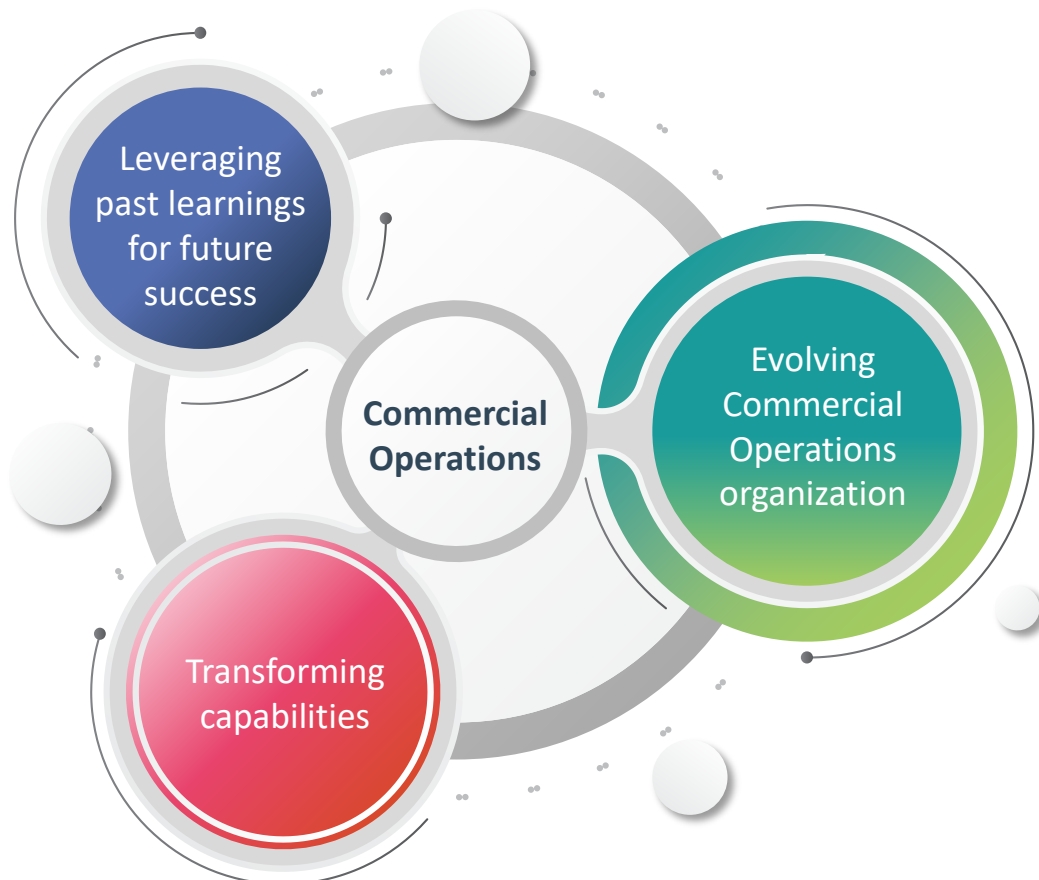 Leveraging
past learnings
for future
success
Commercial
Operations
Evolving
Commercial
Operations
organization
Transforming
capabilities